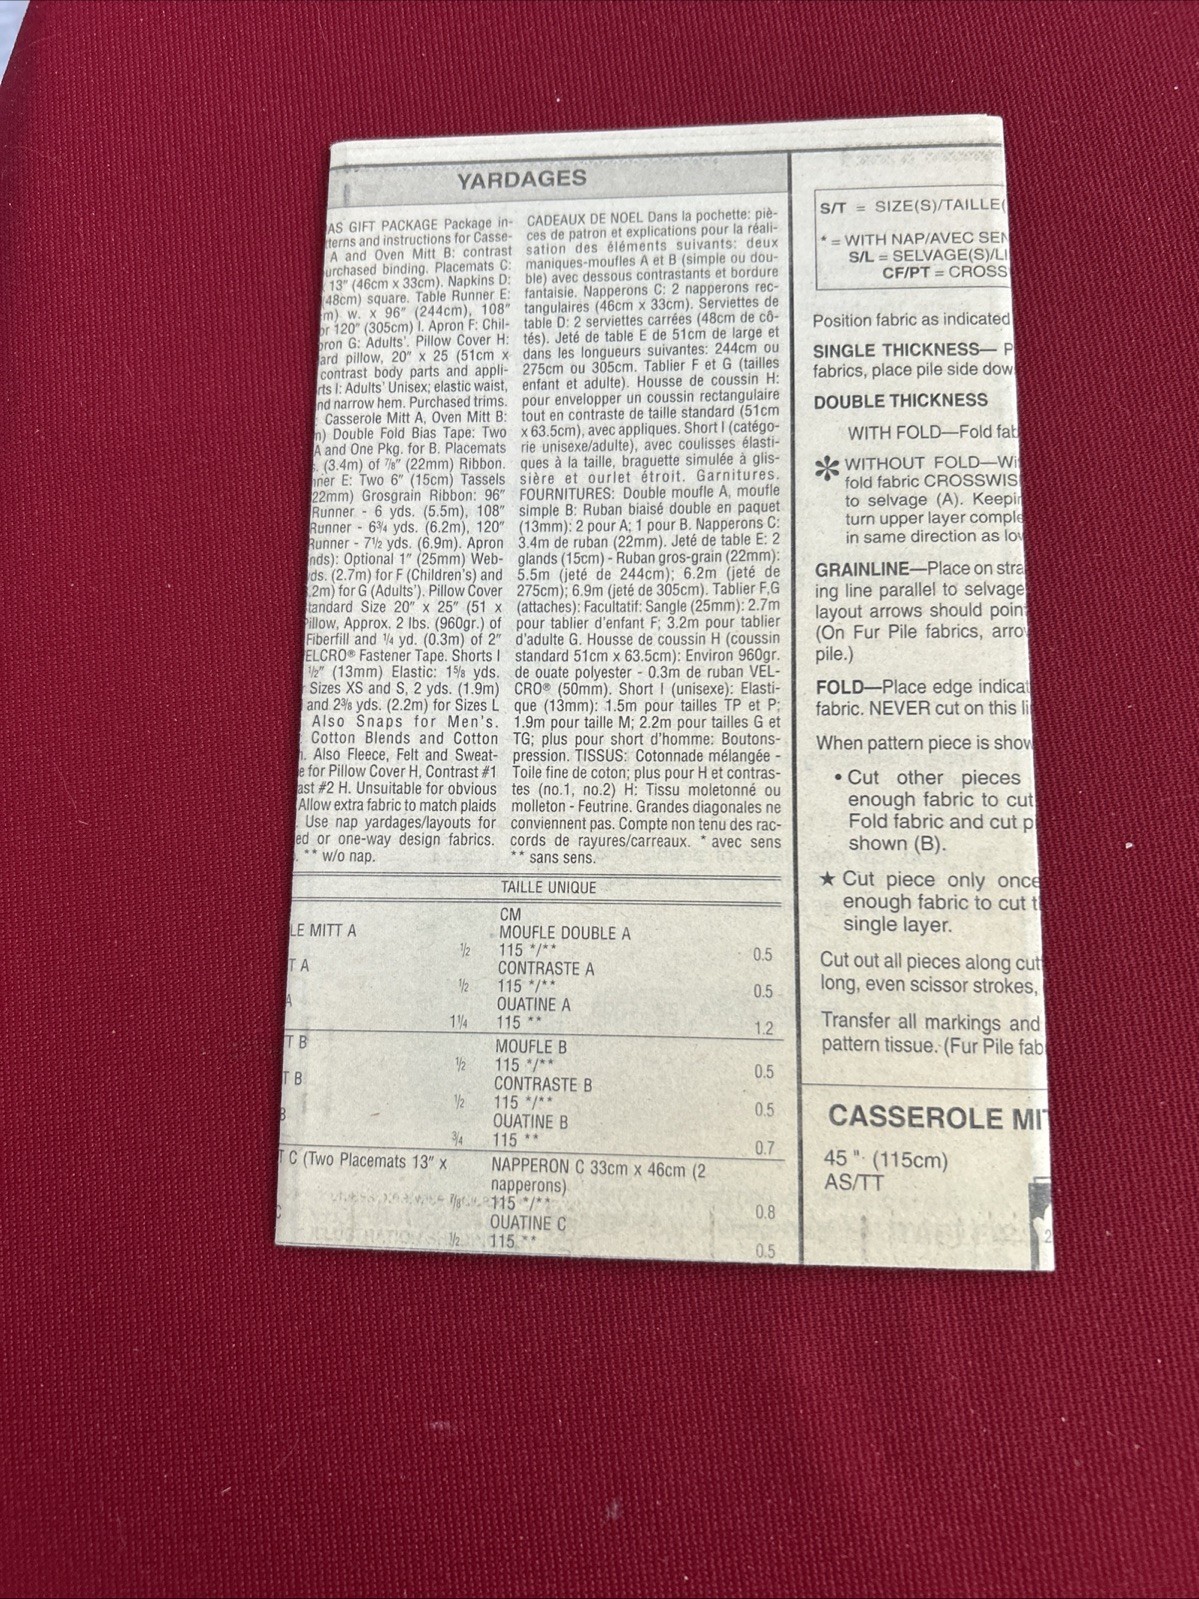 YARDAGES
AS GIFT PACKAGE Package in-
terns and instructions for Casse-
A and Oven Mitt B: contrast
urchased binding. Placemats C:
13" (46cm x 33cm). Napkins D:
48cm) square. Table Runner E:
m) w. x 96" (244cm), 108"
or 120" (305cm) l. Apron F: Chil-
pron G: Adults'. Pillow Cover H:
ard pillow, 20" x 25 (51cm x
contrast body parts and appli-
rts I: Adults' Unisex; elastic waist,
nd narrow hem. Purchased trims.
Casserole Mitt A, Oven Mitt B:
n) Double Fold Bias Tape: Two
A and One Pkg. for B. Placemats
. (3.4m) of 7/8" (22mm) Ribbon.
nner E: Two 6" (15cm) Tassels
22mm) Grosgrain Ribbon: 96"
Runner - 6 yds. (5.5m), 108"
Runner - 6¾ yds. (6.2m), 120"
Runner - 7½ yds. (6.9m). Apron
nds): Optional 1" (25mm) Web-
ds. (2.7m) for F (Children's) and
.2m) for G (Adults'). Pillow Cover
tandard Size 20" x 25" (51 x
illow, Approx. 2 lbs. (960gr.) of
Fiberfill and ¼ yd. (0.3m) of 2"
ELCRO® Fastener Tape. Shorts I
½" (13mm) Elastic: 1⅝ yds.
Sizes XS and S, 2 yds. (1.9m)
and 2⅜ yds. (2.2m) for Sizes L
Also Snaps for Men's.
Cotton Blends and Cotton
. Also Fleece, Felt and Sweat-
e for Pillow Cover H, Contrast #1
ast #2 H. Unsuitable for obvious
Allow extra fabric to match plaids
Use nap yardages/layouts for
ed or one-way design fabrics.
. ** w/o nap.
CADEAUX DE NOEL Dans la pochette: piè-
ces de patron et explications pour la réali-
sation des éléments suivants: deux
maniques-moufles A et B (simple ou dou-
ble) avec dessous contrastants et bordure
fantaisie. Napperons C: 2 napperons rec-
tangulaires (46cm x 33cm). Serviettes de
table D: 2 serviettes carrées (48cm de cô-
tés). Jeté de table E de 51cm de large et
dans les longueurs suivantes: 244cm ou
275cm ou 305cm. Tablier F et G (tailles
enfant et adulte). Housse de coussin H:
pour envelopper un coussin rectangulaire
tout en contraste de taille standard (51cm
x 63.5cm), avec appliques. Short I (catégo-
rie unisexe/adulte), avec coulisses élasti-
ques à la taille, braguette simulée à glis-
sière et ourlet étroit. Garnitures.
FOURNITURES: Double moufle A, moufle
simple B: Ruban biaisé double en paquet
(13mm): 2 pour A; 1 pour B. Napperons C:
3.4m de ruban (22mm). Jeté de table E: 2
glands (15cm) - Ruban gros-grain (22mm):
5.5m (jeté de 244cm); 6.2m (jeté de
275cm); 6.9m (jeté de 305cm). Tablier F,G
(attaches): Facultatif: Sangle (25mm): 2.7m
pour tablier d'enfant F; 3.2m pour tablier
d'adulte G. Housse de coussin H (coussin
standard 51cm x 63.5cm): Environ 960gr.
de ouate polyester - 0.3m de ruban VEL-
CRO® (50mm). Short I (unisexe): Elasti-
que (13mm): 1.5m pour tailles TP et P;
1.9m pour taille M; 2.2m pour tailles G et
TG; plus pour short d'homme: Boutons-
pression. TISSUS: Cotonnade mélangée -
Toile fine de coton; plus pour H et contras-
tes (no.1, no.2) H: Tissu moletonné ou
molleton - Feutrine. Grandes diagonales ne
conviennent pas. Compte non tenu des rac-
cords de rayures/carreaux. * avec sens
** sans sens.
TAILLE UNIQUE
CM
LE MITT A MOUFLE DOUBLE A
½ 115 */** 0.5
T A CONTRASTE A
½ 115 */** 0.5
A OUATINE A
1¼ 115 ** 1.2
T B MOUFLE B
½ 115 */** 0.5
T B CONTRASTE B
½ 115 */** 0.5
B OUATINE B
¾ 115 ** 0.7
T C (Two Placemats 13" x NAPPERON C 33cm x 46cm (2
napperons)
7/8 115 */** 0.8
C OUATINE C
½ 115 ** 0.5
S/T = SIZE(S)/TAILLE(
* = WITH NAP/AVEC SEN
S/L = SELVAGE(S)/LI
CF/PT = CROSS
Position fabric as indicated
SINGLE THICKNESS— P
fabrics, place pile side dow
DOUBLE THICKNESS
WITH FOLD—Fold fab
✻ WITHOUT FOLD—Wi
fold fabric CROSSWIS
to selvage (A). Keepin
turn upper layer comple
in same direction as low
GRAINLINE—Place on stra
ing line parallel to selvage
layout arrows should poin
(On Fur Pile fabrics, arrow
pile.)
FOLD—Place edge indicat
fabric. NEVER cut on this li
When pattern piece is show
• Cut other pieces
enough fabric to cut
Fold fabric and cut p
shown (B).
★ Cut piece only once
enough fabric to cut t
single layer.
Cut out all pieces along cut
long, even scissor strokes,
Transfer all markings and
pattern tissue. (Fur Pile fab
CASSEROLE MIT
45 " (115cm)
AS/TT
2